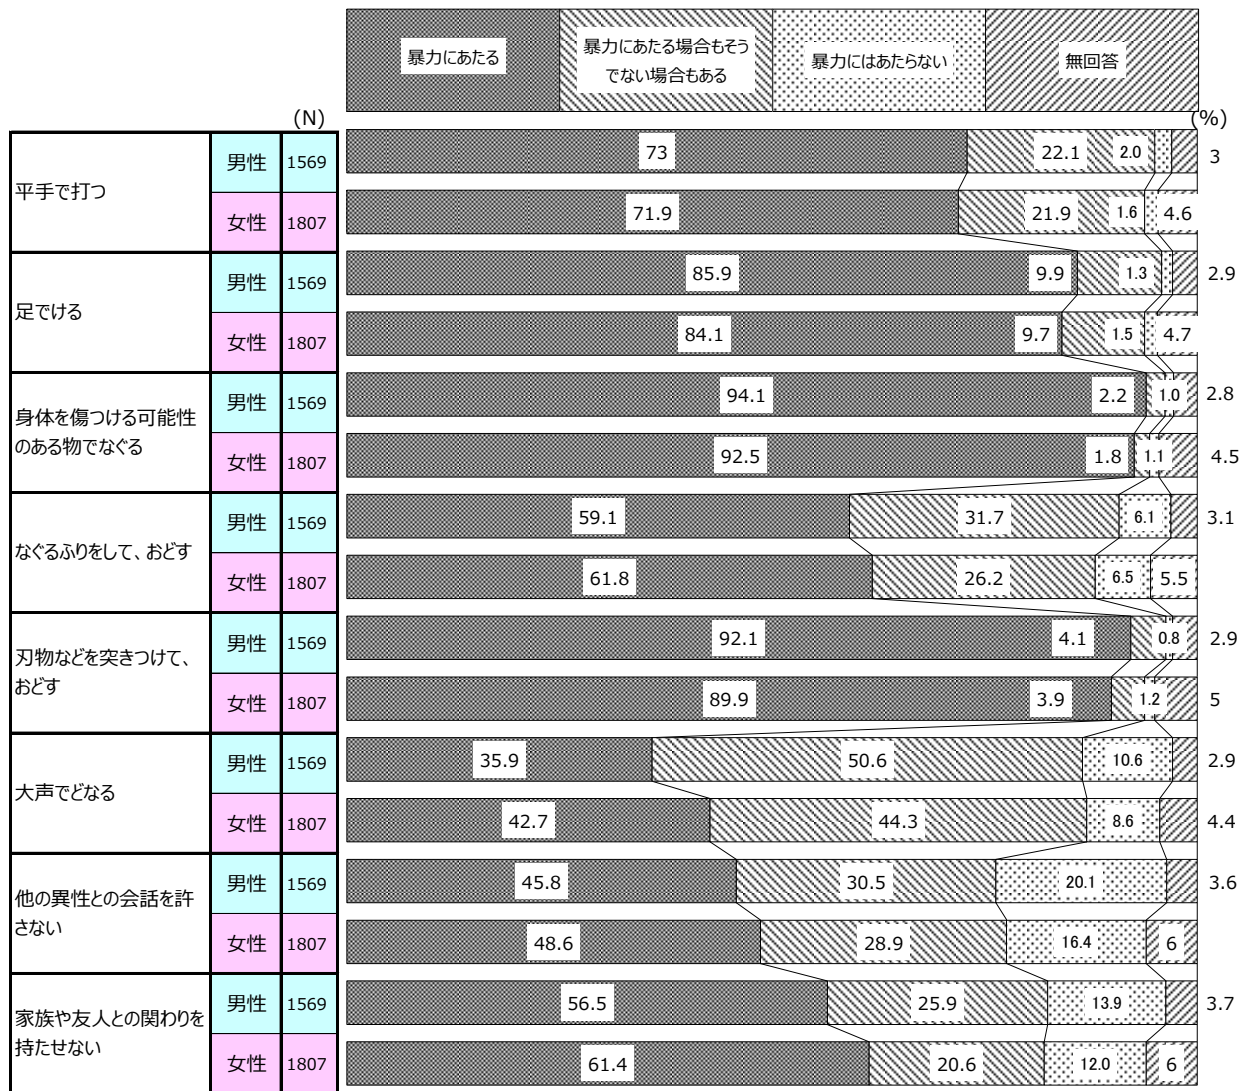 暴力にあたる
暴力にあたる場合もそう
でない場合もある
暴力にはあたらない
無回答
(N)
(%)
平手で打つ
男性 1569 73 22.1 2.0 3
女性 1807 71.9 21.9 1.6 4.6
足でける
男性 1569 85.9 9.9 1.3 2.9
女性 1807 84.1 9.7 1.5 4.7
身体を傷つける可能性
のある物でなぐる
男性 1569 94.1 2.2 1.0 2.8
女性 1807 92.5 1.8 1.1 4.5
なぐるふりをして、おどす
男性 1569 59.1 31.7 6.1 3.1
女性 1807 61.8 26.2 6.5 5.5
刃物などを突きつけて、
おどす
男性 1569 92.1 4.1 0.8 2.9
女性 1807 89.9 3.9 1.2 5
大声でどなる
男性 1569 35.9 50.6 10.6 2.9
女性 1807 42.7 44.3 8.6 4.4
他の異性との会話を許
さない
男性 1569 45.8 30.5 20.1 3.6
女性 1807 48.6 28.9 16.4 6
家族や友人との関わりを
持たせない
男性 1569 56.5 25.9 13.9 3.7
女性 1807 61.4 20.6 12.0 6